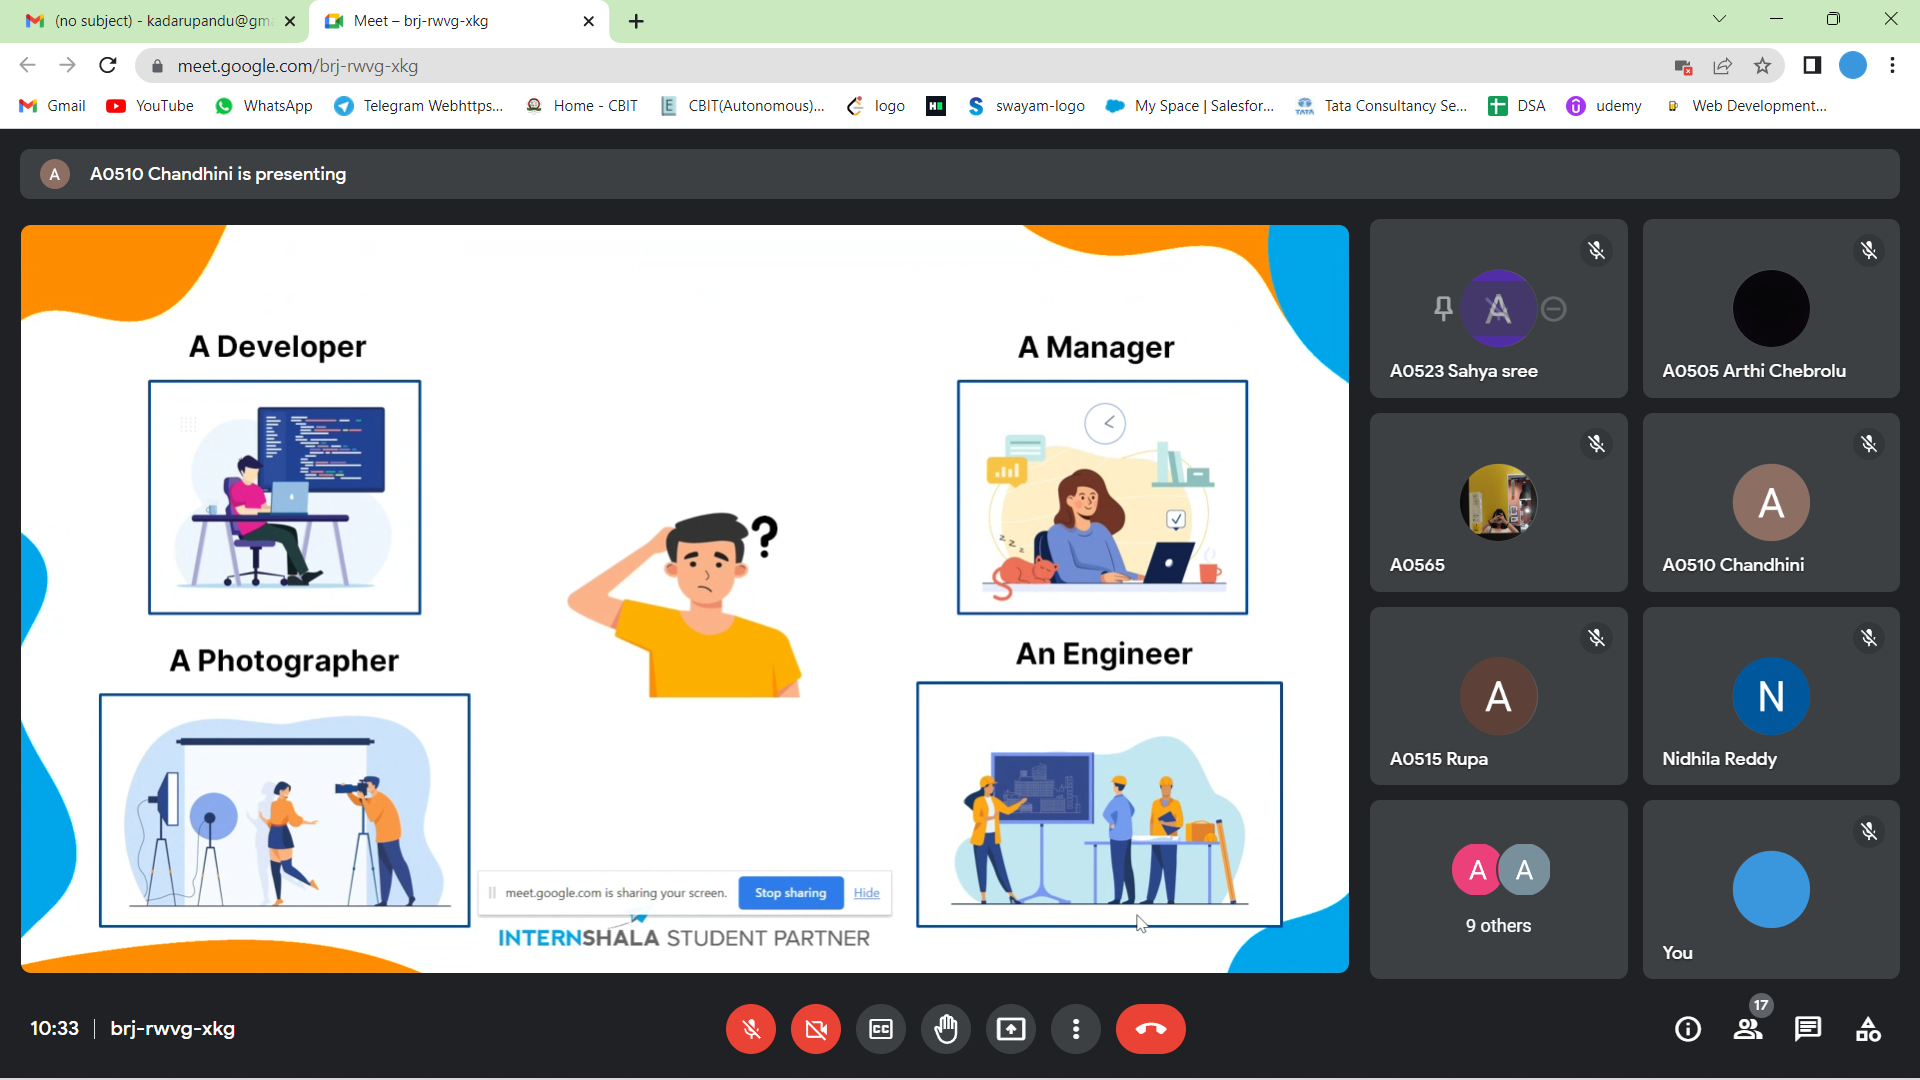 (no subject) - kadarupandu@gm
Meet – brj-rwvg-xkg
meet.google.com/brj-rwvg-xkg
Gmail
YouTube
WhatsApp
Telegram Webhttps...
Home - CBIT
CBIT(Autonomous)...
logo
swayam-logo
My Space | Salesfor...
Tata Consultancy Se...
DSA
udemy
Web Development...
A
A0510 Chandhini is presenting
A Developer
A Manager
A Photographer
An Engineer
?
z z z
meet.google.com is sharing your screen.
Stop sharing
Hide
INTERNSHALA STUDENT PARTNER
A
A0523 Sahya sree
A0505 Arthi Chebrolu
A0565
A
A0510 Chandhini
A
A0515 Rupa
N
Nidhila Reddy
A
A
9 others
You
10:33
brj-rwvg-xkg
CC
17